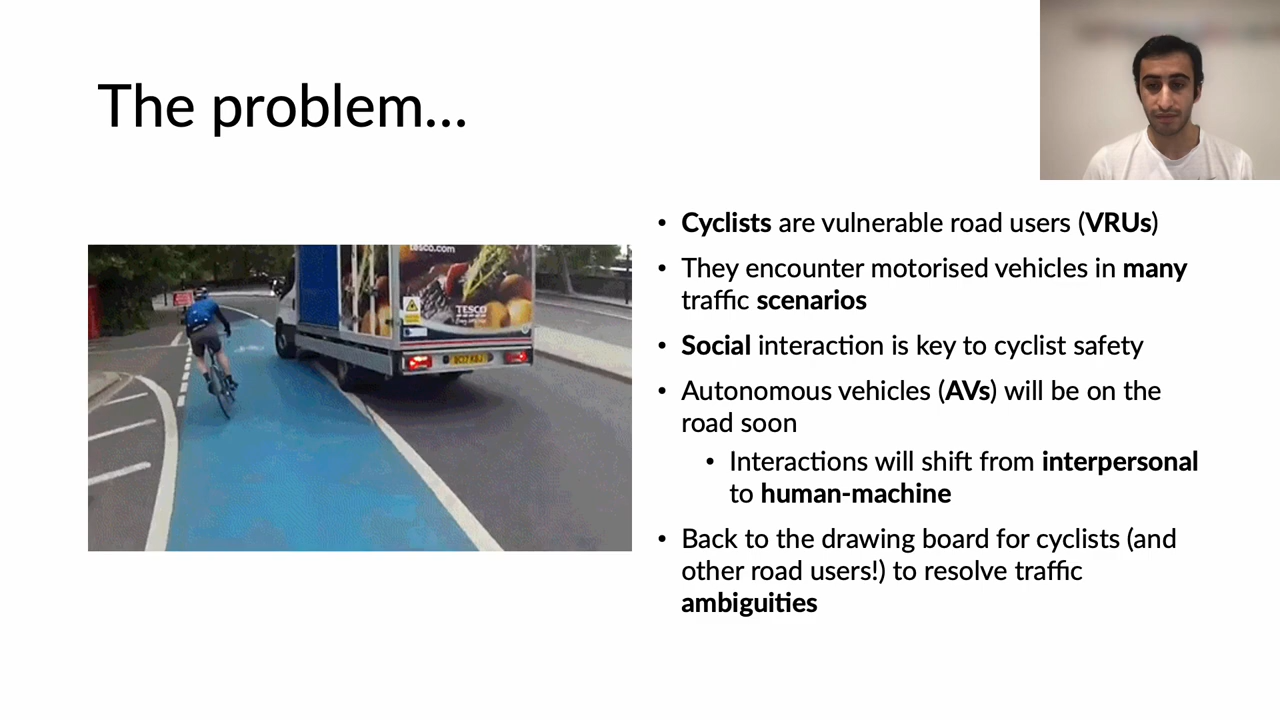 The problem...
• Cyclists are vulnerable road users (VRUs)
• They encounter motorised vehicles in many
traffic scenarios
• Social interaction is key to cyclist safety
• Autonomous vehicles (AVs) will be on the
road soon
• Interactions will shift from interpersonal
to human-machine
• Back to the drawing board for cyclists (and
other road users!) to resolve traffic
ambiguities
tesco.com
TESCO